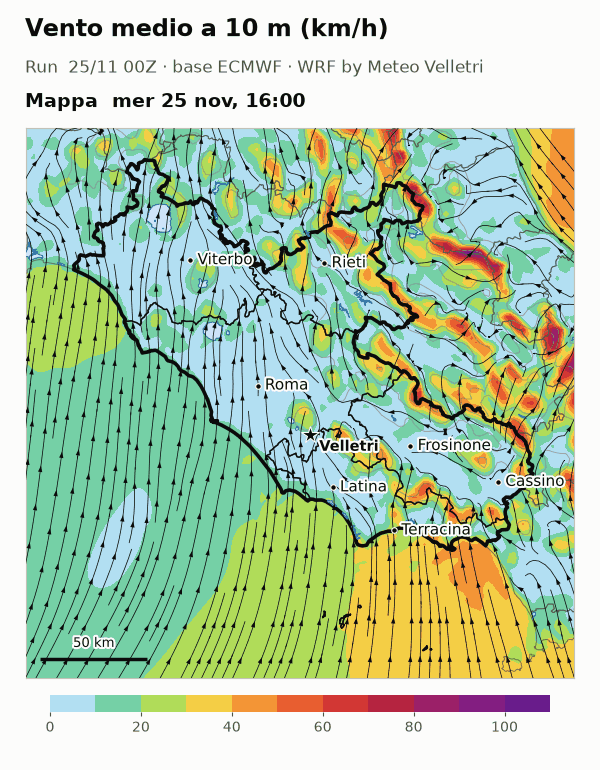 Vento medio a 10 m (km/h)
Run 25/11 00Z · base ECMWF · WRF by Meteo Velletri
Mappa mer 25 nov, 16:00
Viterbo
Rieti
Roma
Velletri
Frosinone
Cassino
Latina
Terracina
50 km
0 20 40 60 80 100